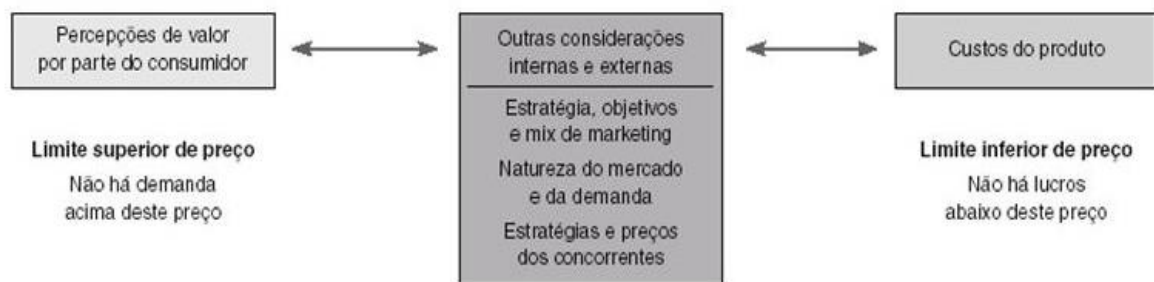 Percepções de valor
por parte do consumidor
Limite superior de preço
Não há demanda
acima deste preço
Outras considerações
internas e externas
Estratégia, objetivos
e mix de marketing
Natureza do mercado
e da demanda
Estratégias e preços
dos concorrentes
Custos do produto
Limite inferior de preço
Não há lucros
abaixo deste preço